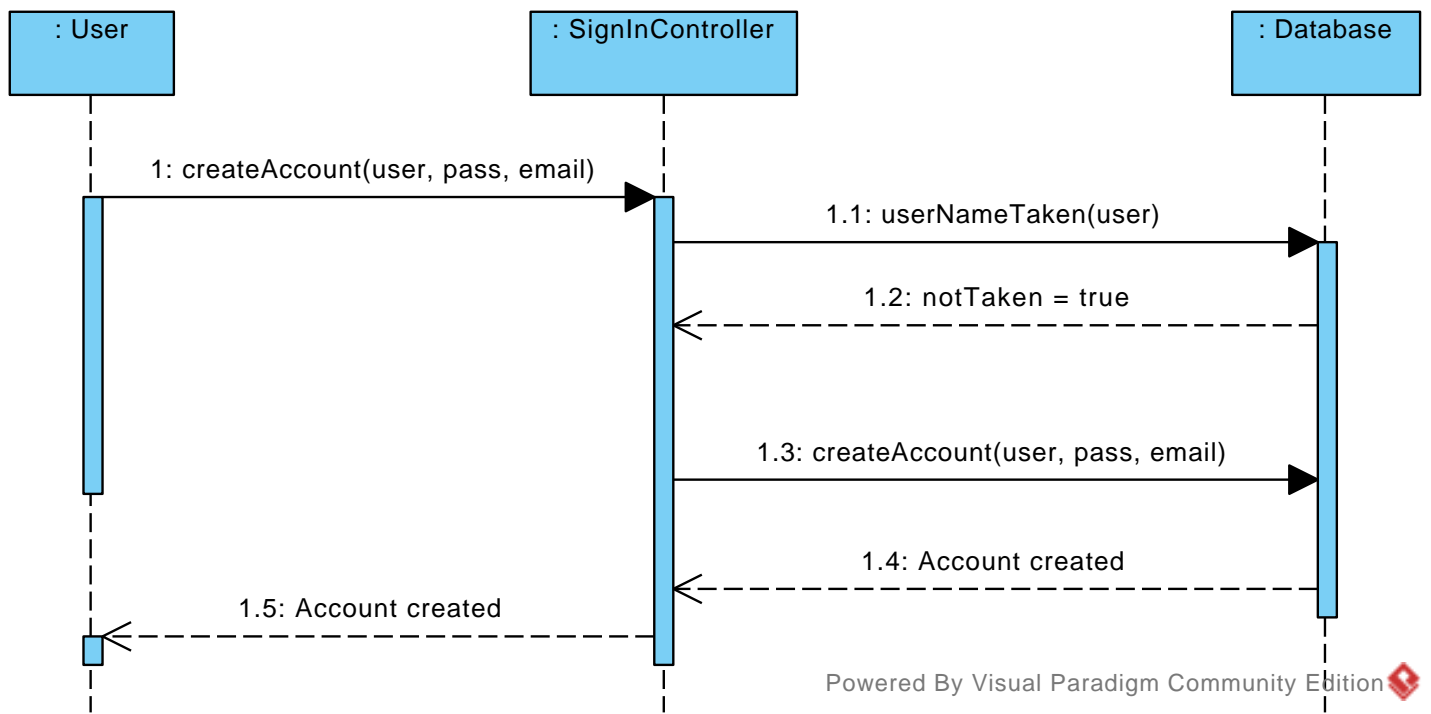 : User
: SignInController
: Database
1: createAccount(user, pass, email)
1.1: userNameTaken(user)
1.2: notTaken = true
1.3: createAccount(user, pass, email)
1.4: Account created
1.5: Account created
Powered By Visual Paradigm Community Edition